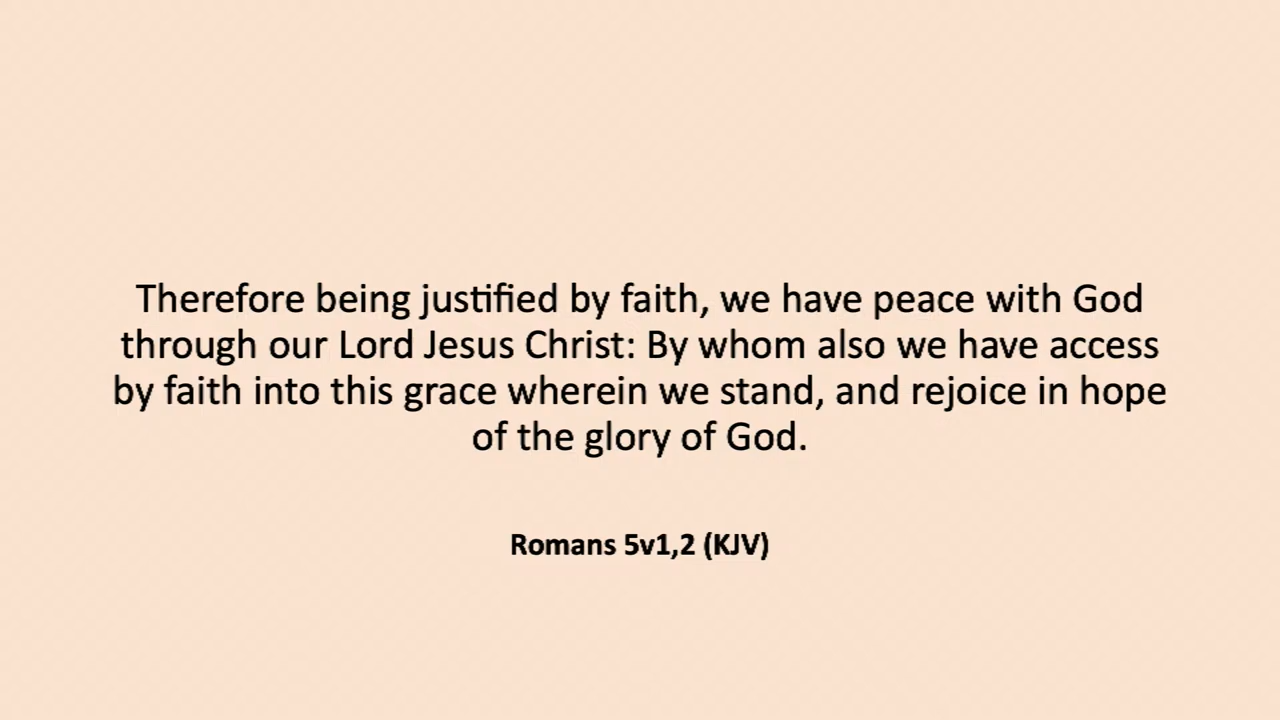 Therefore being justified by faith, we have peace with God
through our Lord Jesus Christ: By whom also we have access
by faith into this grace wherein we stand, and rejoice in hope
of the glory of God.
Romans 5v1,2 (KJV)